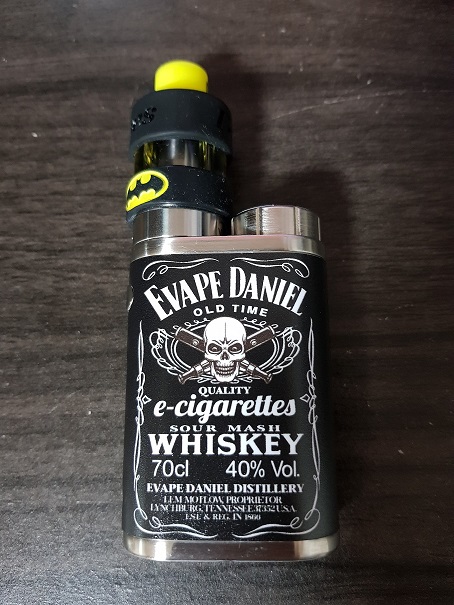 EVAPE DANIEL
OLD TIME
QUALITY
e-cigarettes
SOUR MASH
WHISKEY
70cl 40% Vol.
EVAPE DANIEL DISTILLERY
LEM MOTLOW, PROPRIETOR
LYNCHBURG, TENNESSEE 37352 U.S.A.
EST. & REG. IN 1866